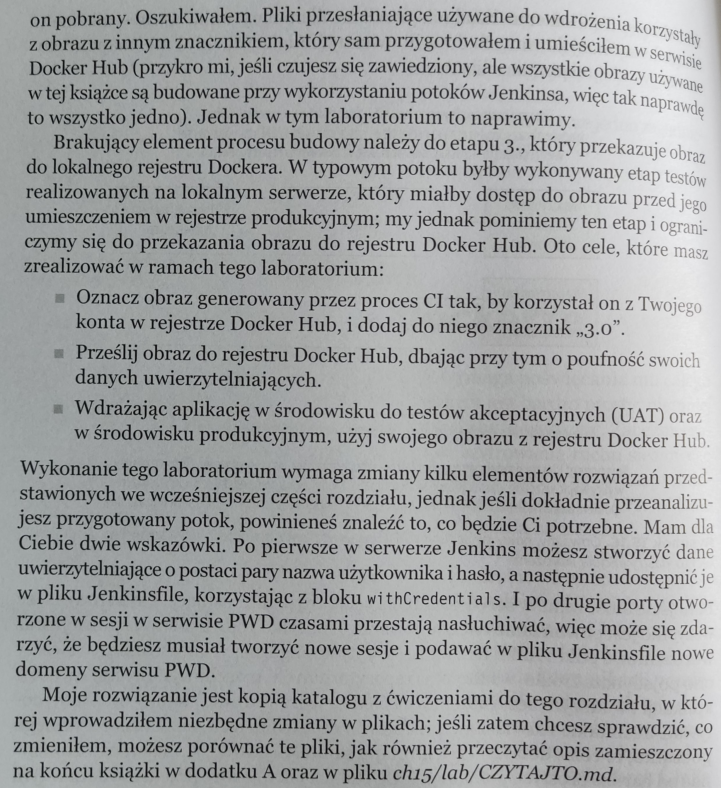 on pobrany. Oszukiwałem. Pliki przesłaniające używane do wdrożenia korzystały
z obrazu z innym znacznikiem, który sam przygotowałem i umieściłem w serwisie
Docker Hub (przykro mi, jeśli czujesz się zawiedziony, ale wszystkie obrazy używane
w tej książce są budowane przy wykorzystaniu potoków Jenkinsa, więc tak naprawdę
to wszystko jedno). Jednak w tym laboratorium to naprawimy.
Brakujący element procesu budowy należy do etapu 3., który przekazuje obraz
do lokalnego rejestru Dockera. W typowym potoku byłby wykonywany etap testów
realizowanych na lokalnym serwerze, który miałby dostęp do obrazu przed jego
umieszczeniem w rejestrze produkcyjnym; my jednak pominiemy ten etap i ograni-
czymy się do przekazania obrazu do rejestru Docker Hub. Oto cele, które masz
zrealizować w ramach tego laboratorium:
■ Oznacz obraz generowany przez proces CI tak, by korzystał on z Twojego
konta w rejestrze Docker Hub, i dodaj do niego znacznik „3.0”.
■ Prześlij obraz do rejestru Docker Hub, dbając przy tym o poufność swoich
danych uwierzytelniających.
■ Wdrażając aplikację w środowisku do testów akceptacyjnych (UAT) oraz
w środowisku produkcyjnym, użyj swojego obrazu z rejestru Docker Hub.
Wykonanie tego laboratorium wymaga zmiany kilku elementów rozwiązań przed-
stawionych we wcześniejszej części rozdziału, jednak jeśli dokładnie przeanalizu-
jesz przygotowany potok, powinieneś znaleźć to, co będzie Ci potrzebne. Mam dla
Ciebie dwie wskazówki. Po pierwsze w serwerze Jenkins możesz stworzyć dane
uwierzytelniające o postaci pary nazwa użytkownika i hasło, a następnie udostępnić je
w pliku Jenkinsfile, korzystając z bloku withCredentials. I po drugie porty otwo-
rzone w sesji w serwisie PWD czasami przestają nasłuchiwać, więc może się zda-
rzyć, że będziesz musiał tworzyć nowe sesje i podawać w pliku Jenkinsfile nowe
domeny serwisu PWD.
Moje rozwiązanie jest kopią katalogu z ćwiczeniami do tego rozdziału, w któ-
rej wprowadziłem niezbędne zmiany w plikach; jeśli zatem chcesz sprawdzić, co
zmieniłem, możesz porównać te pliki, jak również przeczytać opis zamieszczony
na końcu książki w dodatku A oraz w pliku ch15/lab/CZYTAJTO.md.